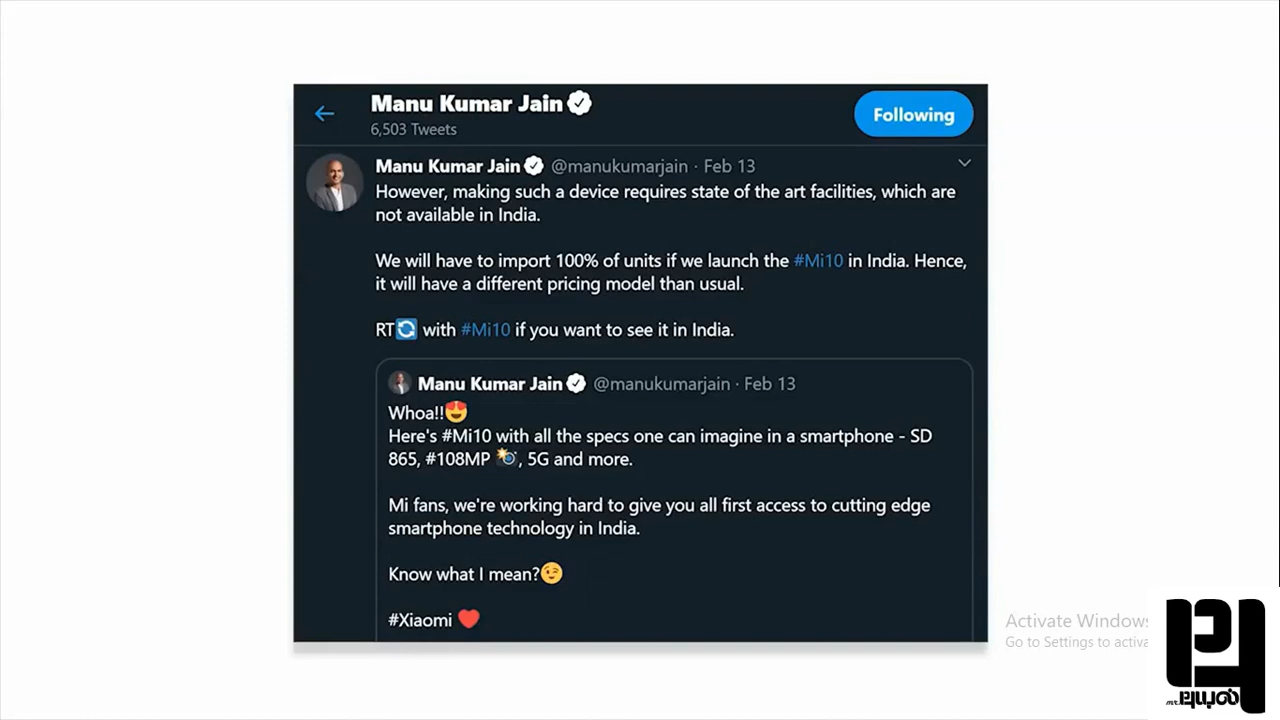 Manu Kumar Jain
6,503 Tweets
Following
Manu Kumar Jain @manukumarjain · Feb 13
However, making such a device requires state of the art facilities, which are
not available in India.
We will have to import 100% of units if we launch the #Mi10 in India. Hence,
it will have a different pricing model than usual.
RT🔄 with #Mi10 if you want to see it in India.
Manu Kumar Jain @manukumarjain · Feb 13
Whoa!!😍
Here's #Mi10 with all the specs one can imagine in a smartphone - SD
865, #108MP 📸, 5G and more.
Mi fans, we're working hard to give you all first access to cutting edge
smartphone technology in India.
Know what I mean?😉
#Xiaomi ♥️
Activate Windows
Go to Settings to activa
புயல்